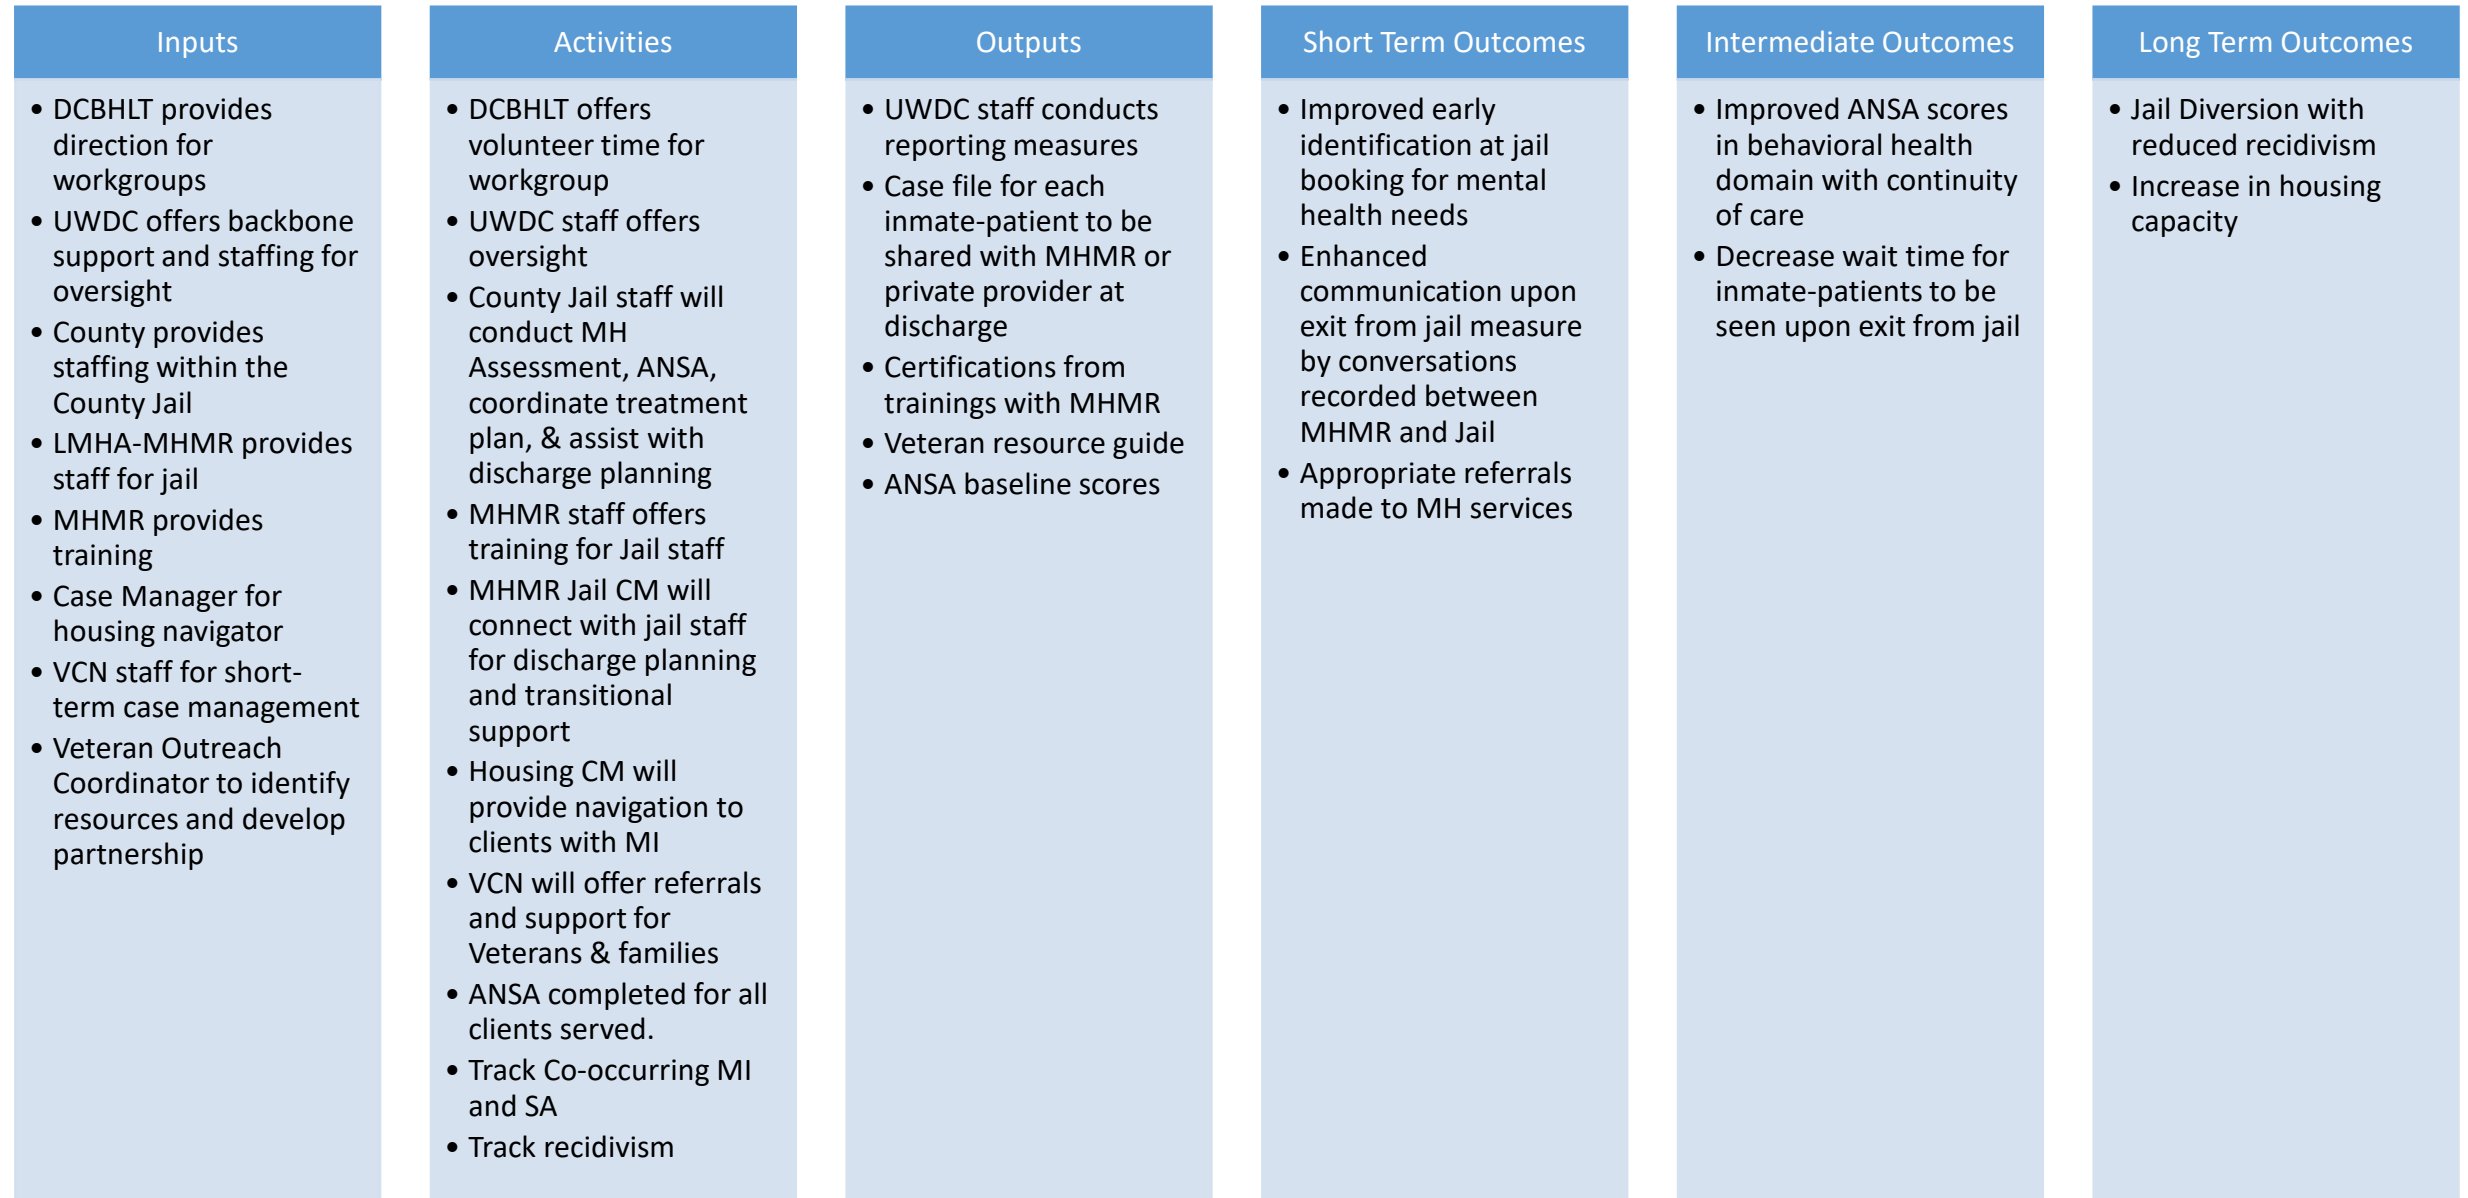 Inputs
• DCBHLT provides
direction for
workgroups
• UWDC offers backbone
support and staffing for
oversight
• County provides
staffing within the
County Jail
• LMHA-MHMR provides
staff for jail
• MHMR provides
training
• Case Manager for
housing navigator
• VCN staff for short-
term case management
• Veteran Outreach
Coordinator to identify
resources and develop
partnership
Activities
• DCBHLT offers
volunteer time for
workgroup
• UWDC staff offers
oversight
• County Jail staff will
conduct MH
Assessment, ANSA,
coordinate treatment
plan, & assist with
discharge planning
• MHMR staff offers
training for Jail staff
• MHMR Jail CM will
connect with jail staff
for discharge planning
and transitional
support
• Housing CM will
provide navigation to
clients with MI
• VCN will offer referrals
and support for
Veterans & families
• ANSA completed for all
clients served.
• Track Co-occurring MI
and SA
• Track recidivism
Outputs
• UWDC staff conducts
reporting measures
• Case file for each
inmate-patient to be
shared with MHMR or
private provider at
discharge
• Certifications from
trainings with MHMR
• Veteran resource guide
• ANSA baseline scores
Short Term Outcomes
• Improved early
identification at jail
booking for mental
health needs
• Enhanced
communication upon
exit from jail measure
by conversations
recorded between
MHMR and Jail
• Appropriate referrals
made to MH services
Intermediate Outcomes
• Improved ANSA scores
in behavioral health
domain with continuity
of care
• Decrease wait time for
inmate-patients to be
seen upon exit from jail
Long Term Outcomes
• Jail Diversion with
reduced recidivism
• Increase in housing
capacity